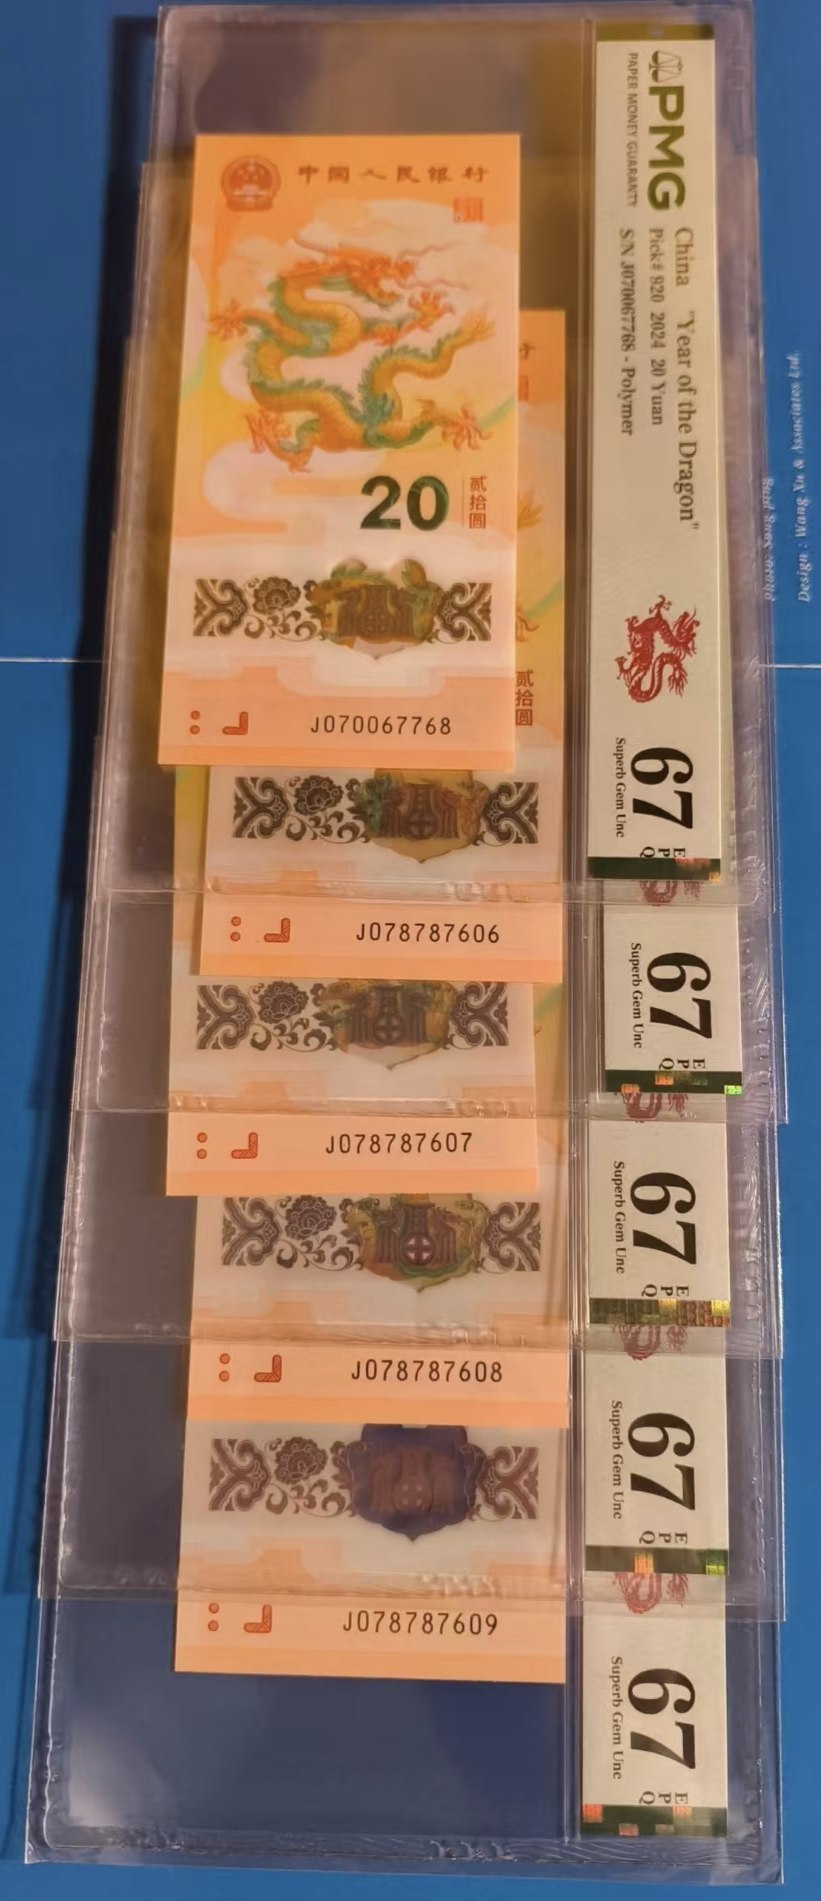 中国人民银行
20
贰拾圆
J070067768
PMG
PAPER MONEY GUARANTY
China "Year of the Dragon"
Pick# 920 2024 20 Yuan
S/N J070067768 - Polymer
67
Superb Gem Unc
EPQ
行
贰拾圆
J078787606
67
Superb Gem Unc
EPQ
J078787607
67
Superb Gem Unc
EPQ
J078787608
67
Superb Gem Unc
EPQ
J078787609
67
Superb Gem Unc
EPQ
Design : Wang Xu & Associates Ltd.